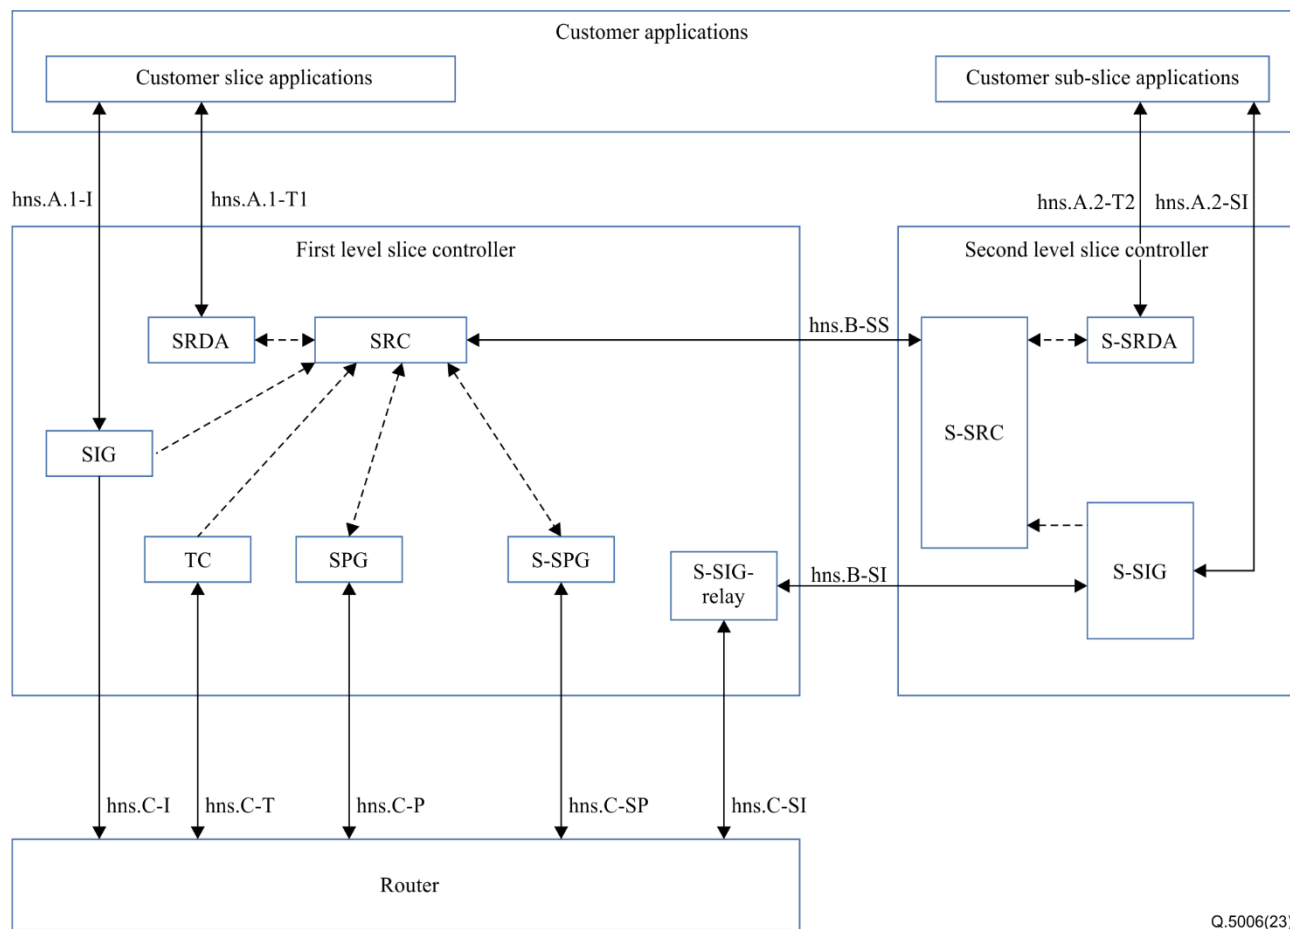 Customer applications
Customer slice applications
Customer sub-slice applications
hns.A.1-I
hns.A.1-T1
hns.A.2-T2
hns.A.2-SI
First level slice controller
Second level slice controller
hns.B-SS
SRDA
SRC
S-SRDA
S-SRC
SIG
TC
SPG
S-SPG
S-SIG-
relay
hns.B-SI
S-SIG
hns.C-I
hns.C-T
hns.C-P
hns.C-SP
hns.C-SI
Router
Q.5006(23)